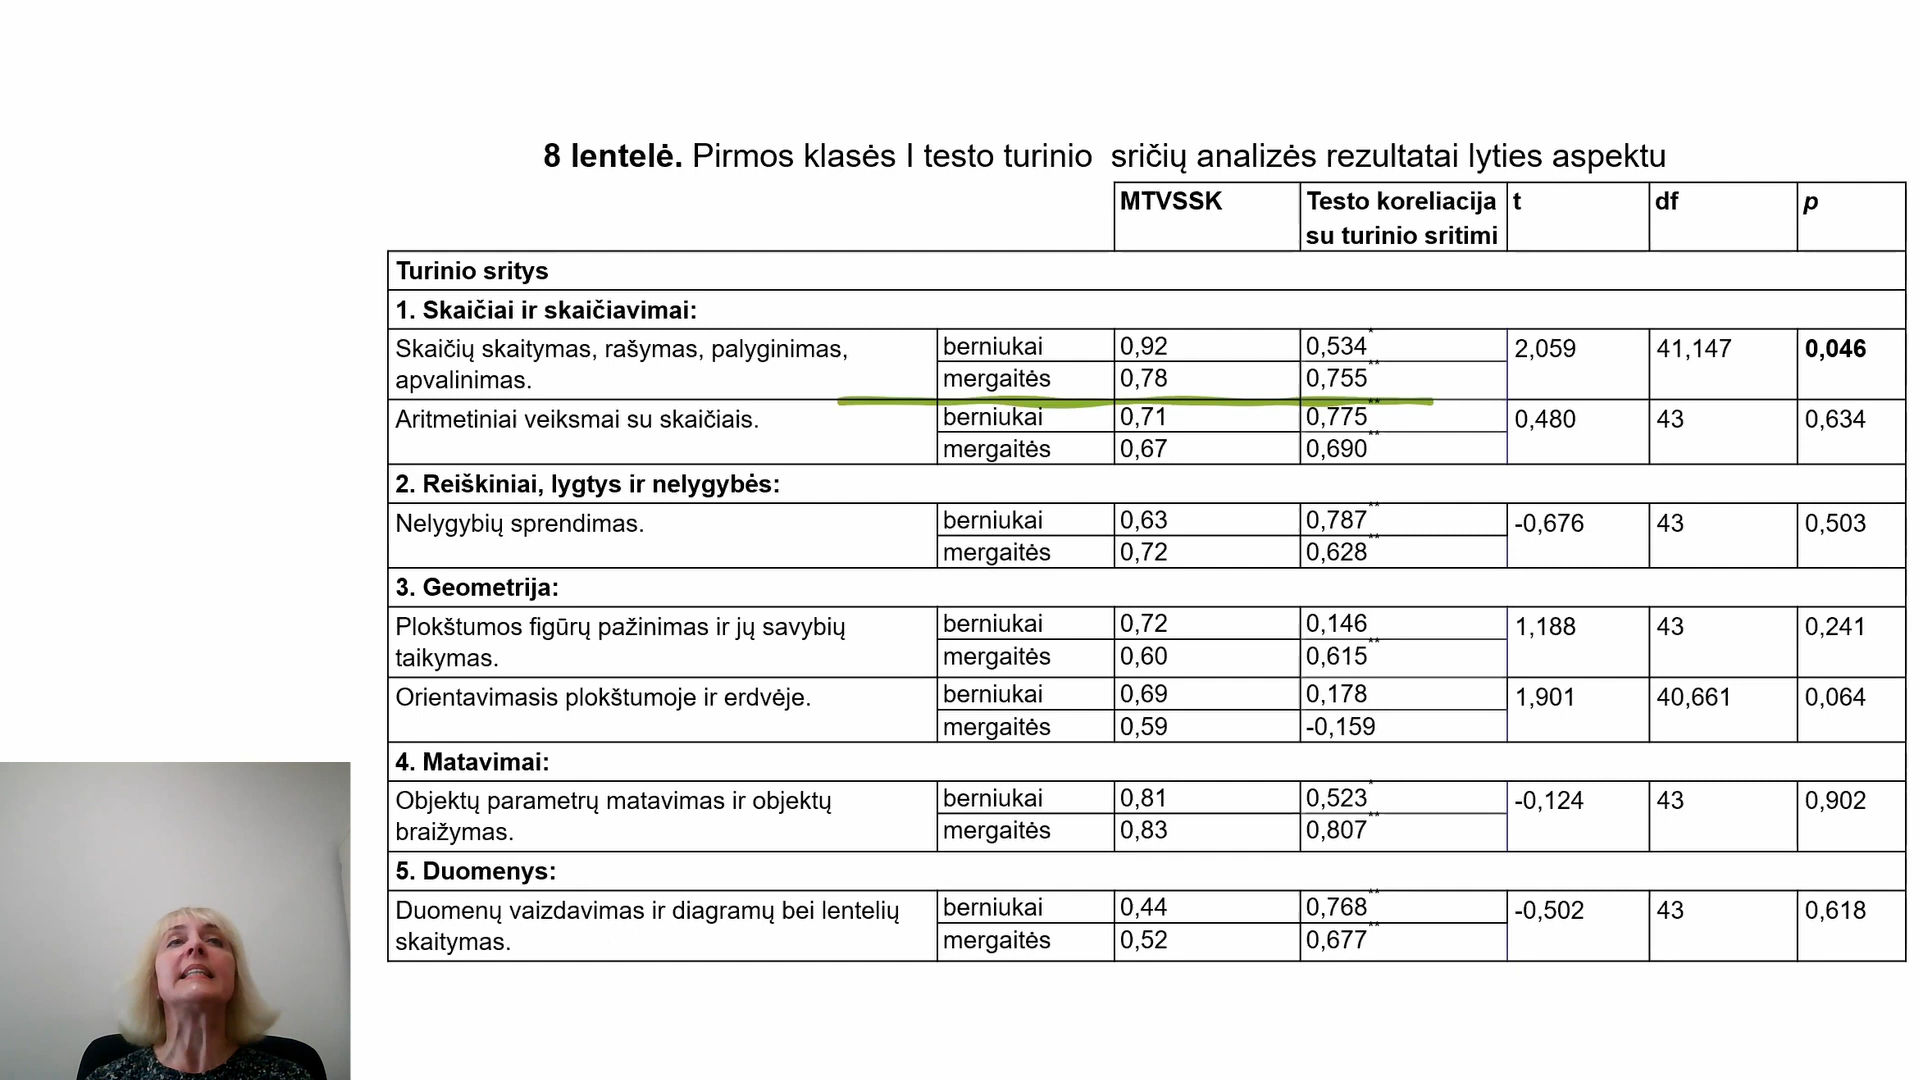 8 lentelė. Pirmos klasės I testo turinio sričių analizės rezultatai lyties aspektu
MTVSSK Testo koreliacija su turinio sritimi t df p
Turinio sritys
1. Skaičiai ir skaičiavimai:
Skaičių skaitymas, rašymas, palyginimas, apvalinimas. berniukai 0,92 0,534* 2,059 41,147 0,046
mergaitės 0,78 0,755**
Aritmetiniai veiksmai su skaičiais. berniukai 0,71 0,775** 0,480 43 0,634
mergaitės 0,67 0,690**
2. Reiškiniai, lygtys ir nelygybės:
Nelygybių sprendimas. berniukai 0,63 0,787** -0,676 43 0,503
mergaitės 0,72 0,628**
3. Geometrija:
Plokštumos figūrų pažinimas ir jų savybių taikymas. berniukai 0,72 0,146 1,188 43 0,241
mergaitės 0,60 0,615**
Orientavimasis plokštumoje ir erdvėje. berniukai 0,69 0,178 1,901 40,661 0,064
mergaitės 0,59 -0,159
4. Matavimai:
Objektų parametrų matavimas ir objektų braižymas. berniukai 0,81 0,523* -0,124 43 0,902
mergaitės 0,83 0,807**
5. Duomenys:
Duomenų vaizdavimas ir diagramų bei lentelių skaitymas. berniukai 0,44 0,768** -0,502 43 0,618
mergaitės 0,52 0,677**